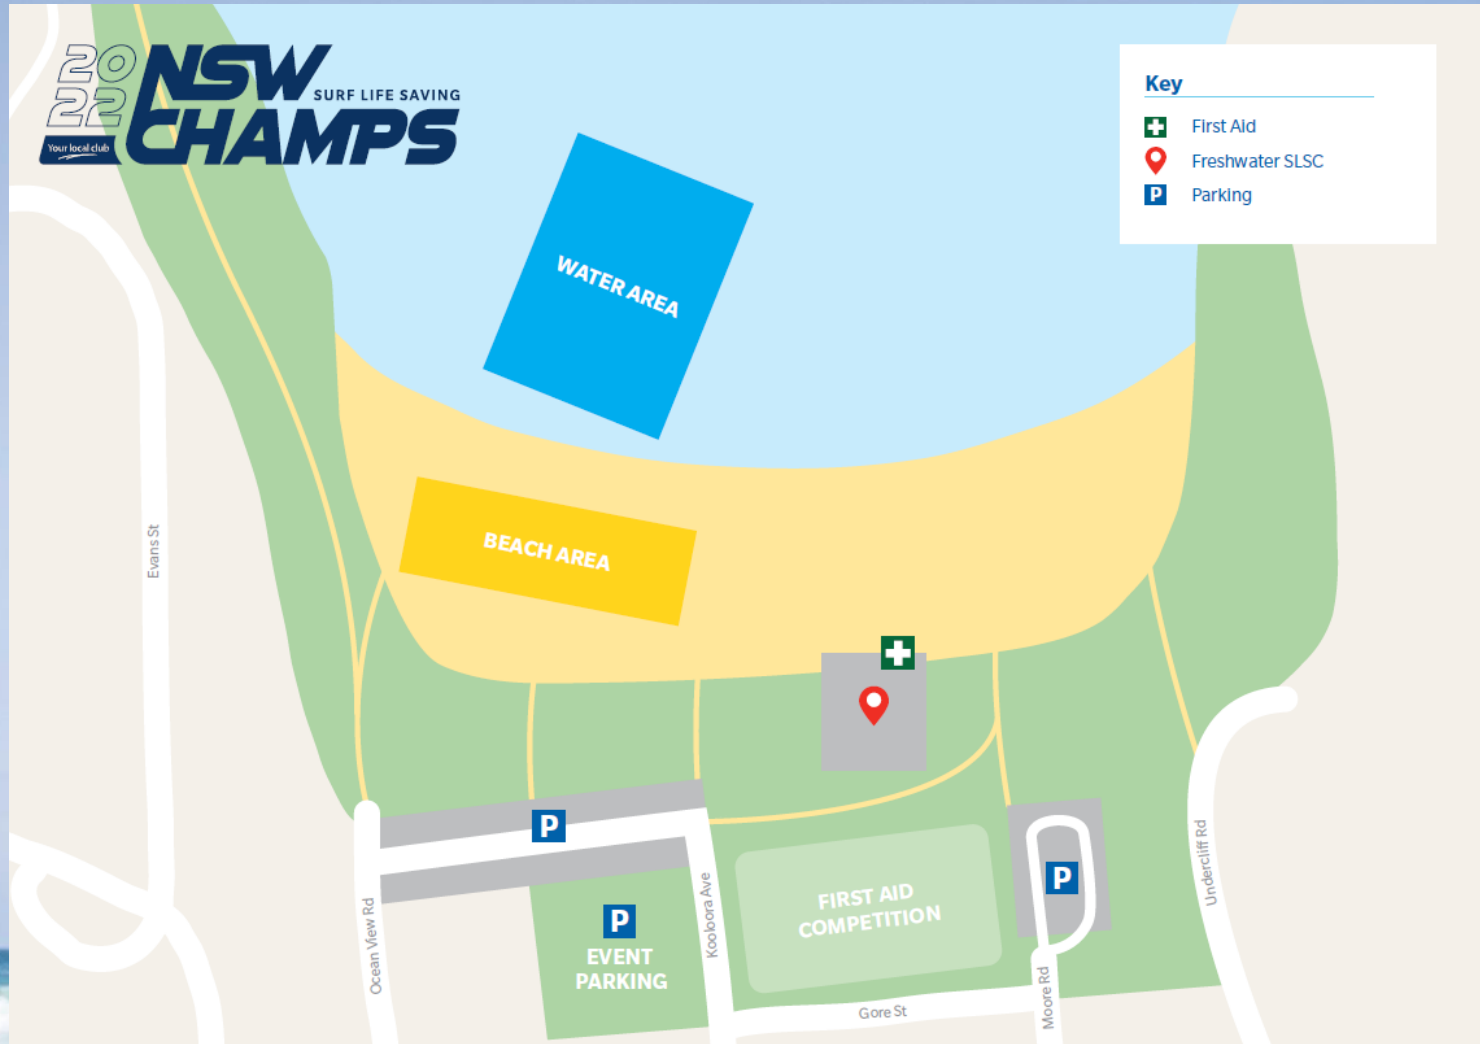 2022
NSW
SURF LIFE SAVING
CHAMPS
Your local club
Key
First Aid
Freshwater SLSC
P Parking
WATER AREA
BEACH AREA
Evans St
P
P
EVENT
PARKING
Ocean View Rd
Kooloora Ave
FIRST AID
COMPETITION
P
Undercliff Rd
Moore Rd
Gore St